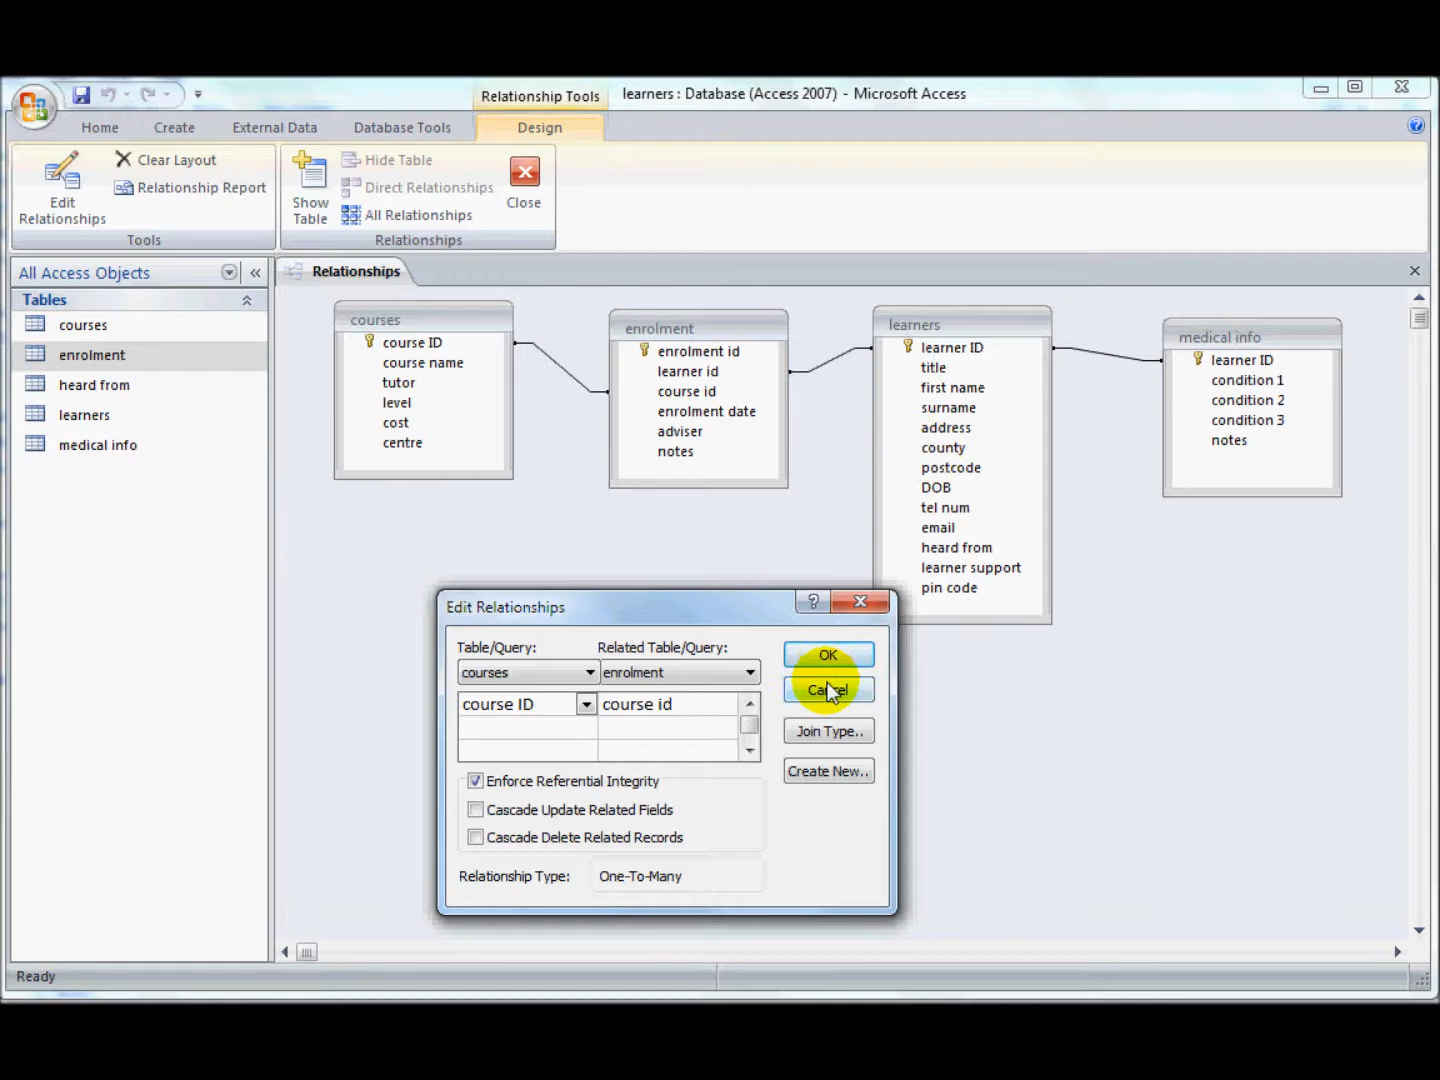 Relationship Tools
learners : Database (Access 2007) - Microsoft Access
Home
Create
External Data
Database Tools
Design
Edit Relationships
Clear Layout
Relationship Report
Tools
Show Table
Hide Table
Direct Relationships
All Relationships
Close
Relationships
All Access Objects
Tables
courses
enrolment
heard from
learners
medical info
Relationships
courses
course ID
course name
tutor
level
cost
centre
enrolment
enrolment id
learner id
course id
enrolment date
adviser
notes
learners
learner ID
title
first name
surname
address
county
postcode
DOB
tel num
email
heard from
learner support
pin code
medical info
learner ID
condition 1
condition 2
condition 3
notes
Edit Relationships
Table/Query:
Related Table/Query:
courses
enrolment
course ID
course id
OK
Cancel
Join Type..
Create New..
Enforce Referential Integrity
Cascade Update Related Fields
Cascade Delete Related Records
Relationship Type:
One-To-Many
Ready